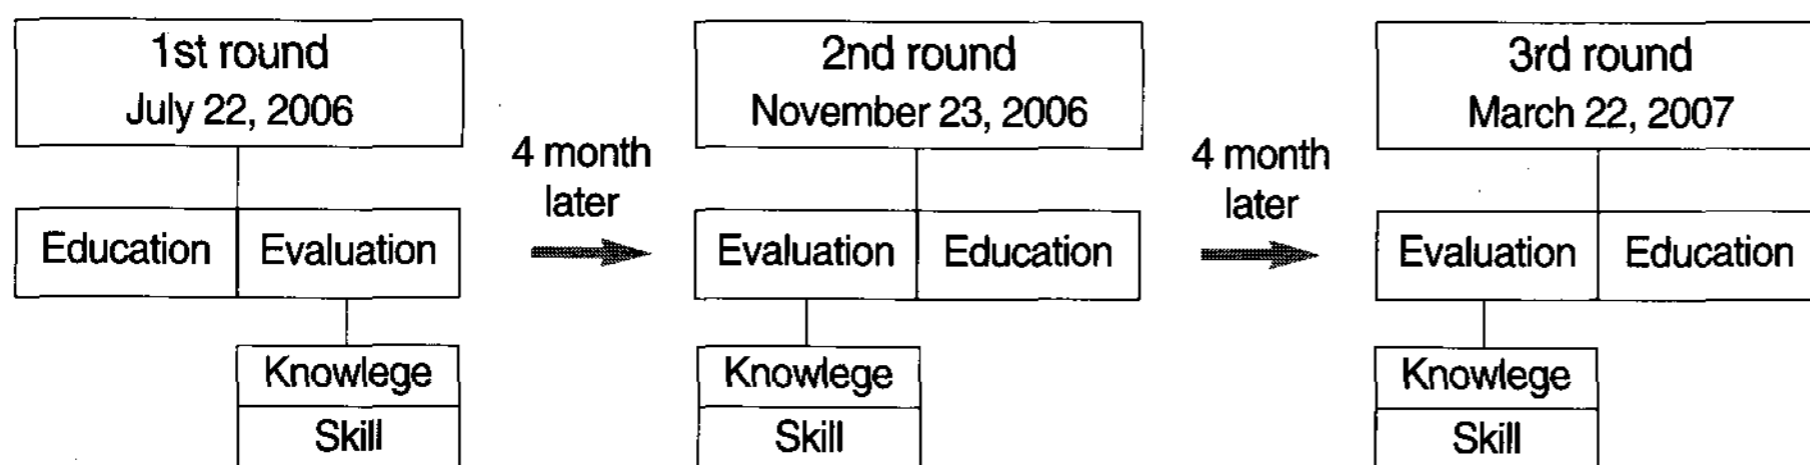 1st round
July 22, 2006
Education
Evaluation
Knowlege
Skill
4 month
later
2nd round
November 23, 2006
Evaluation
Education
Knowlege
Skill
4 month
later
3rd round
March 22, 2007
Evaluation
Education
Knowlege
Skill